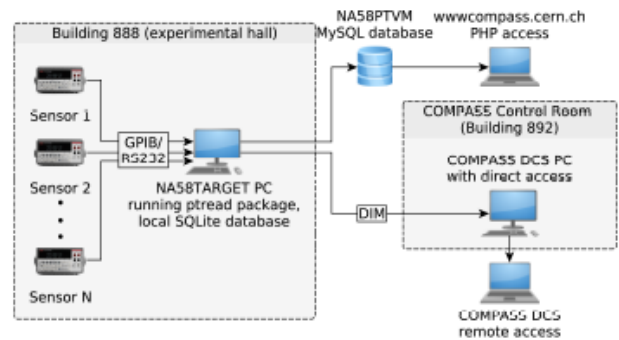 Building 888 (experimental hall)
Sensor 1
Sensor 2
Sensor N
GPIB/
RS232
NA58TARGET PC
running ptread package,
local SQLite database
NA58PTVM
MySQL database
wwwcompass.cern.ch
PHP access
DIM
COMPASS Control Room
(Building 892)
COMPASS DCS PC
with direct access
COMPASS DCS
remote access